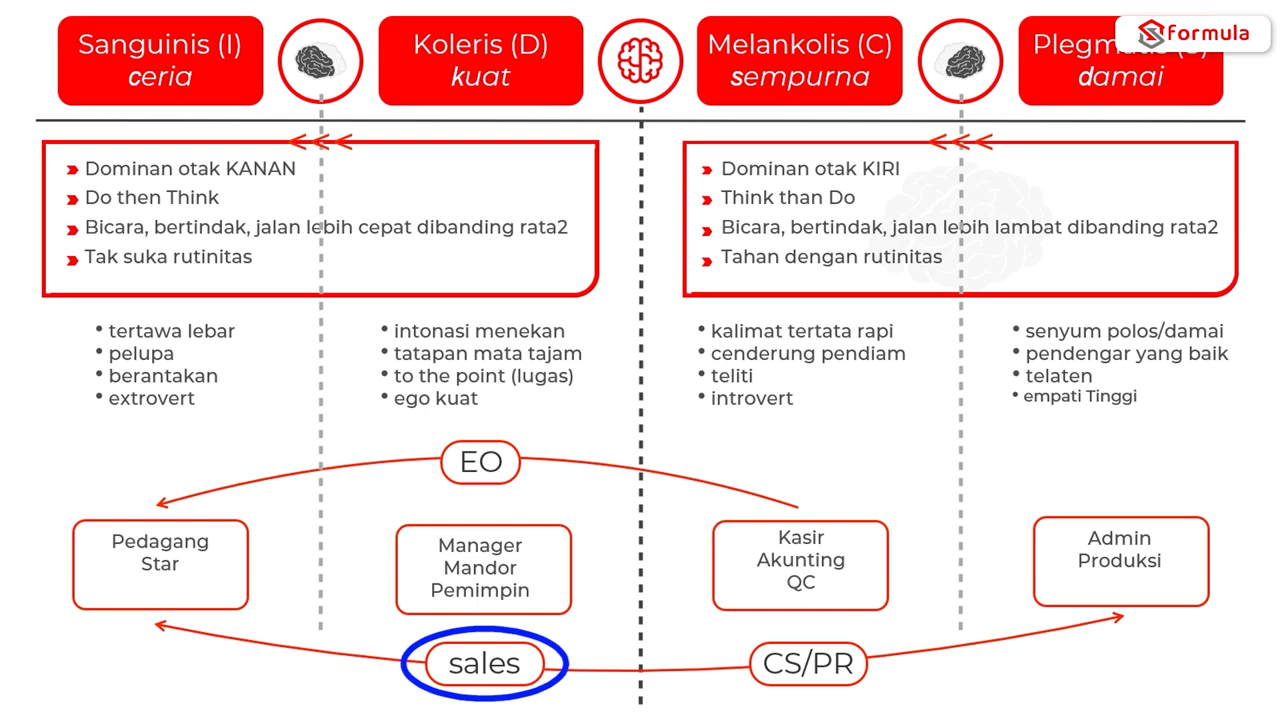 Sanguinis (I)
ceria
Koleris (D)
kuat
Melankolis (C)
sempurna
damai
formula
Dominan otak KANAN
Do then Think
Bicara, bertindak, jalan lebih cepat dibanding rata2
Tak suka rutinitas
Dominan otak KIRI
Think than Do
Bicara, bertindak, jalan lebih lambat dibanding rata2
Tahan dengan rutinitas
• tertawa lebar
• pelupa
• berantakan
• extrovert
• intonasi menekan
• tatapan mata tajam
• to the point (lugas)
• ego kuat
• kalimat tertata rapi
• cenderung pendiam
• teliti
• introvert
• senyum polos/damai
• pendengar yang baik
• telaten
• empati Tinggi
EO
Pedagang
Star
Manager
Mandor
Pemimpin
Kasir
Akunting
QC
Admin
Produksi
sales
CS/PR